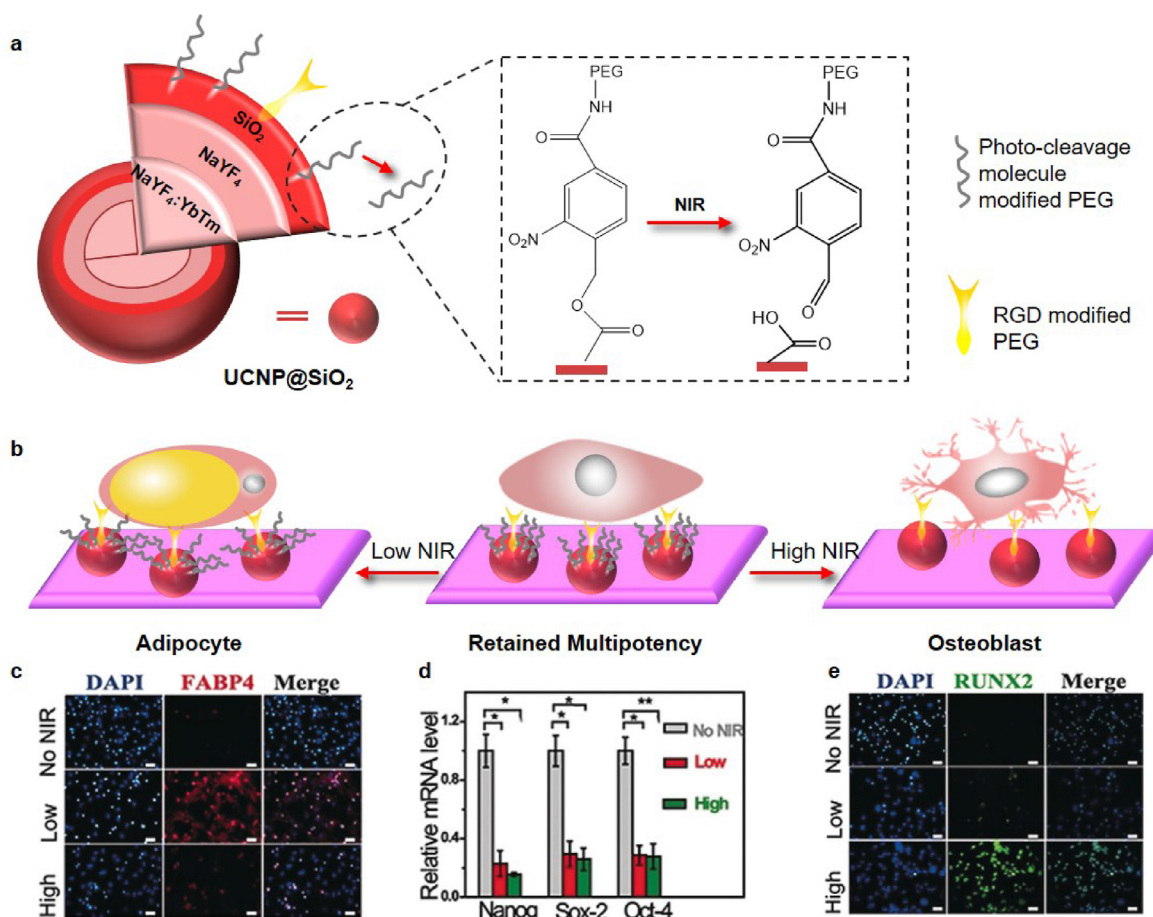 a
SiO2
NaYF4
NaYF4:YbTm
UCNP@SiO2
PEG
NH
O
NO2
O
O
NIR
PEG
NH
O
NO2
O
HO
O
Photo-cleavage
molecule
modified PEG
RGD modified
PEG
b
Low NIR
High NIR
Adipocyte
Retained Multipotency
Osteoblast
c
DAPI FABP4 Merge
No NIR
Low
High
d
Relative mRNA level
1.2
0.8
0.4
0.0
* * * * * **
No NIR
Low
High
Nanog Sox-2 Oct-4
e
DAPI RUNX2 Merge
No NIR
Low
High